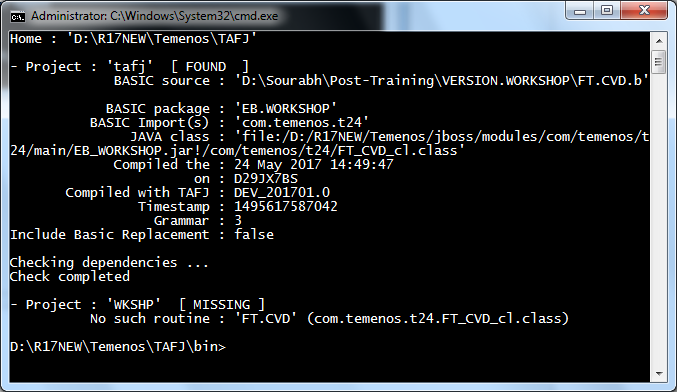 Administrator: C:\Windows\System32\cmd.exe
Home : 'D:\R17NEW\Temenos\TAFJ'
- Project : 'tafj'  [ FOUND  ]
BASIC source : 'D:\Sourabh\Post-Training\VERSION.WORKSHOP\FT.CVD.b'
BASIC package : 'EB.WORKSHOP'
BASIC Import(s) : 'com.temenos.t24'
JAVA class : 'file:/D:/R17NEW/Temenos/jboss/modules/com/temenos/t
24/main/EB_WORKSHOP.jar!/com/temenos/t24/FT_CVD_cl.class'
Compiled the : 24 May 2017 14:49:47
on : D29JX7BS
Compiled with TAFJ : DEV_201701.0
Timestamp : 1495617587042
Grammar : 3
Include Basic Replacement : false
Checking dependencies ...
Check completed
- Project : 'WKSHP'  [ MISSING ]
No such routine : 'FT.CVD' (com.temenos.t24.FT_CVD_cl.class)
D:\R17NEW\Temenos\TAFJ\bin>